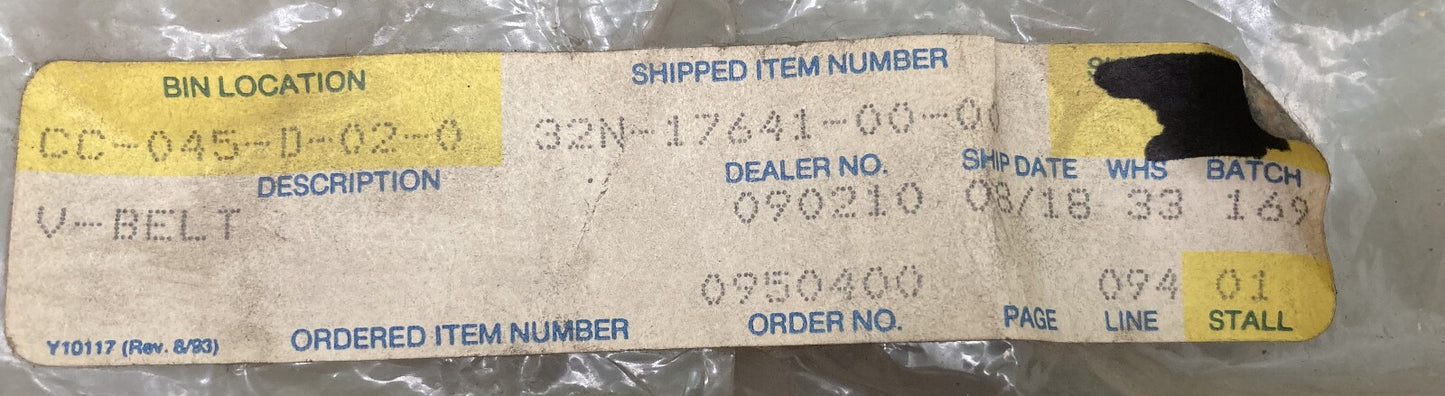 BIN LOCATION SHIPPED ITEM NUMBER
CC-045-D-02-0 32N-17641-00-00
DESCRIPTION DEALER NO. SHIP DATE WHS BATCH
V-BELT 090210 08/18 33 169
0950400 094 01
Y10117 (Rev. 8/93) ORDERED ITEM NUMBER ORDER NO. PAGE LINE STALL